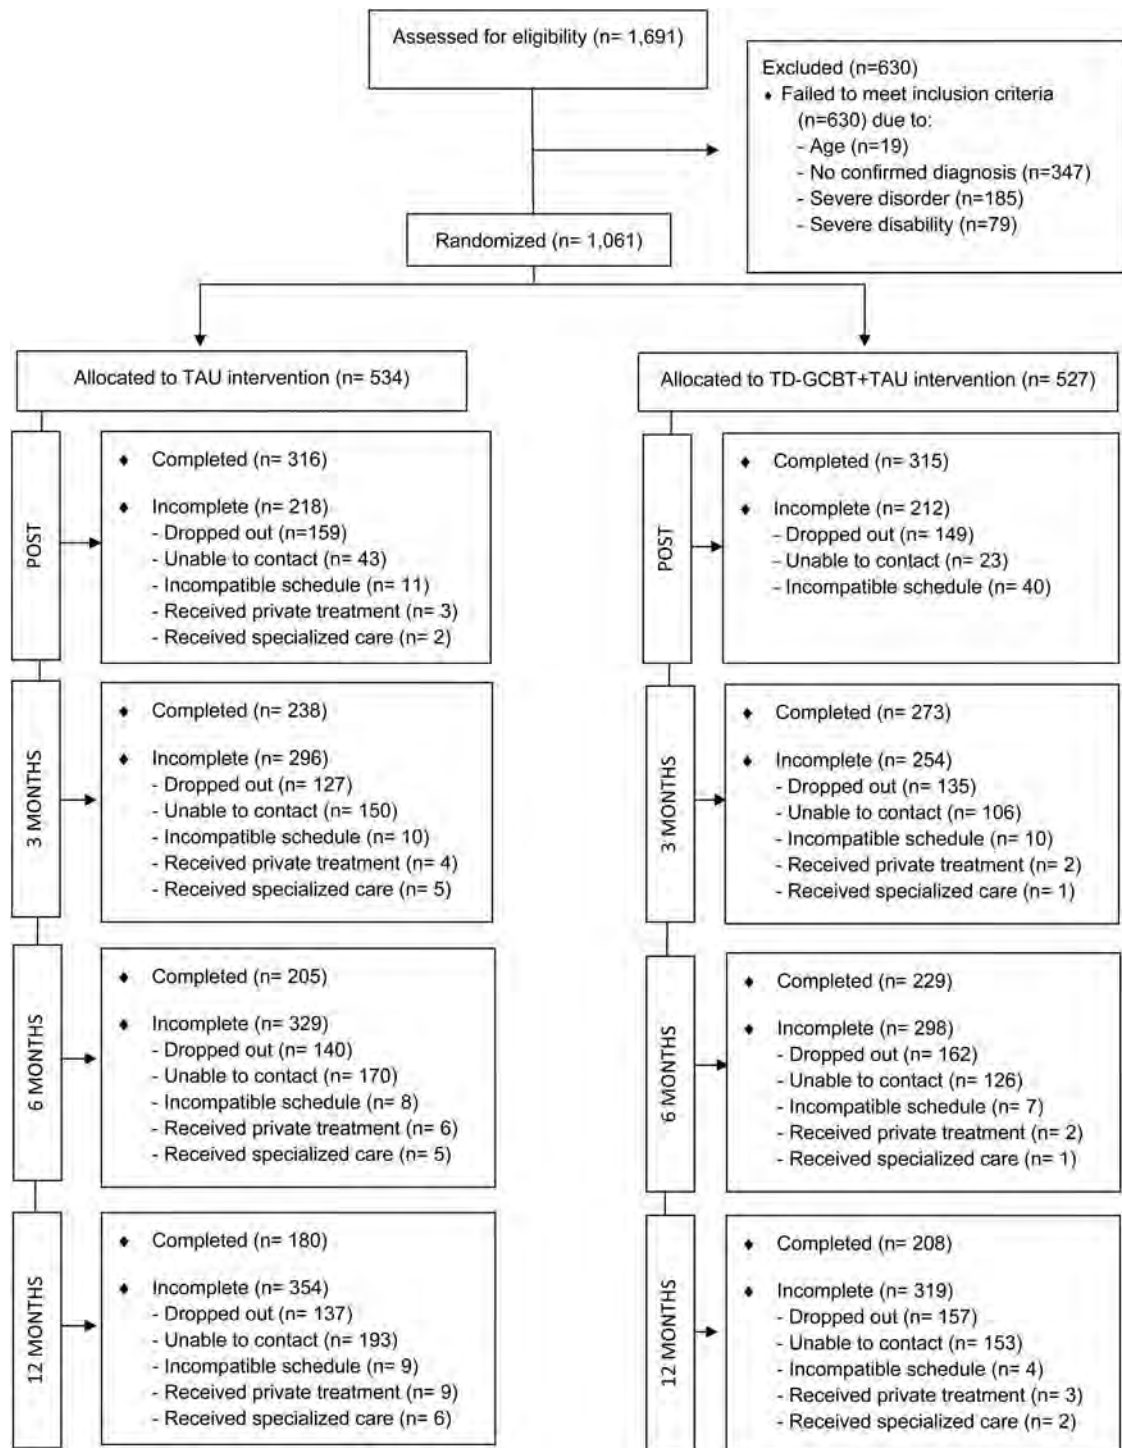 Assessed for eligibility (n= 1,691)
Excluded (n=630)
♦ Failed to meet inclusion criteria
(n=630) due to:
- Age (n=19)
- No confirmed diagnosis (n=347)
- Severe disorder (n=185)
- Severe disability (n=79)
Randomized (n= 1,061)
Allocated to TAU intervention (n= 534)
POST
♦ Completed (n= 316)
♦ Incomplete (n= 218)
- Dropped out (n=159)
- Unable to contact (n= 43)
- Incompatible schedule (n= 11)
- Received private treatment (n= 3)
- Received specialized care (n= 2)
3 MONTHS
♦ Completed (n= 238)
♦ Incomplete (n= 296)
- Dropped out (n= 127)
- Unable to contact (n= 150)
- Incompatible schedule (n= 10)
- Received private treatment (n= 4)
- Received specialized care (n= 5)
6 MONTHS
♦ Completed (n= 205)
♦ Incomplete (n= 329)
- Dropped out (n= 140)
- Unable to contact (n= 170)
- Incompatible schedule (n= 8)
- Received private treatment (n= 6)
- Received specialized care (n= 5)
12 MONTHS
♦ Completed (n= 180)
♦ Incomplete (n= 354)
- Dropped out (n= 137)
- Unable to contact (n= 193)
- Incompatible schedule (n= 9)
- Received private treatment (n= 9)
- Received specialized care (n= 6)
Allocated to TD-GCBT+TAU intervention (n= 527)
POST
♦ Completed (n= 315)
♦ Incomplete (n= 212)
- Dropped out (n= 149)
- Unable to contact (n= 23)
- Incompatible schedule (n= 40)
3 MONTHS
♦ Completed (n= 273)
♦ Incomplete (n= 254)
- Dropped out (n= 135)
- Unable to contact (n= 106)
- Incompatible schedule (n= 10)
- Received private treatment (n= 2)
- Received specialized care (n= 1)
6 MONTHS
♦ Completed (n= 229)
♦ Incomplete (n= 298)
- Dropped out (n= 162)
- Unable to contact (n= 126)
- Incompatible schedule (n= 7)
- Received private treatment (n= 2)
- Received specialized care (n= 1)
12 MONTHS
♦ Completed (n= 208)
♦ Incomplete (n= 319)
- Dropped out (n= 157)
- Unable to contact (n= 153)
- Incompatible schedule (n= 4)
- Received private treatment (n= 3)
- Received specialized care (n= 2)